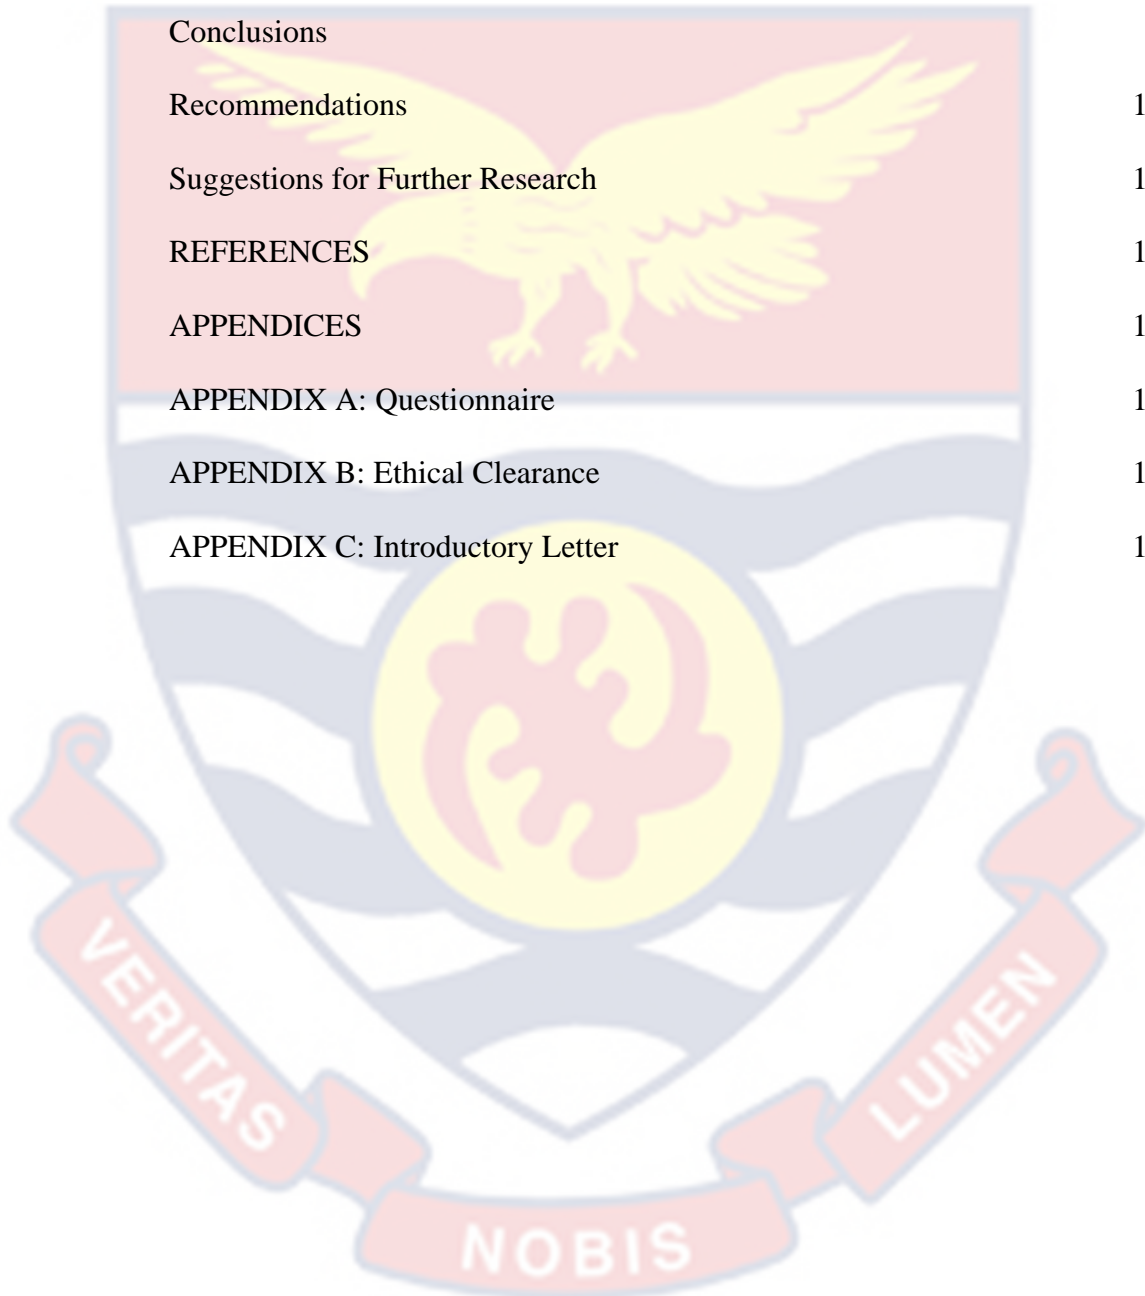 Conclusions
Recommendations 1
Suggestions for Further Research 1
REFERENCES 1
APPENDICES 1
APPENDIX A: Questionnaire 1
APPENDIX B: Ethical Clearance 1
APPENDIX C: Introductory Letter 1
VERITAS
NOBIS
LUMEN